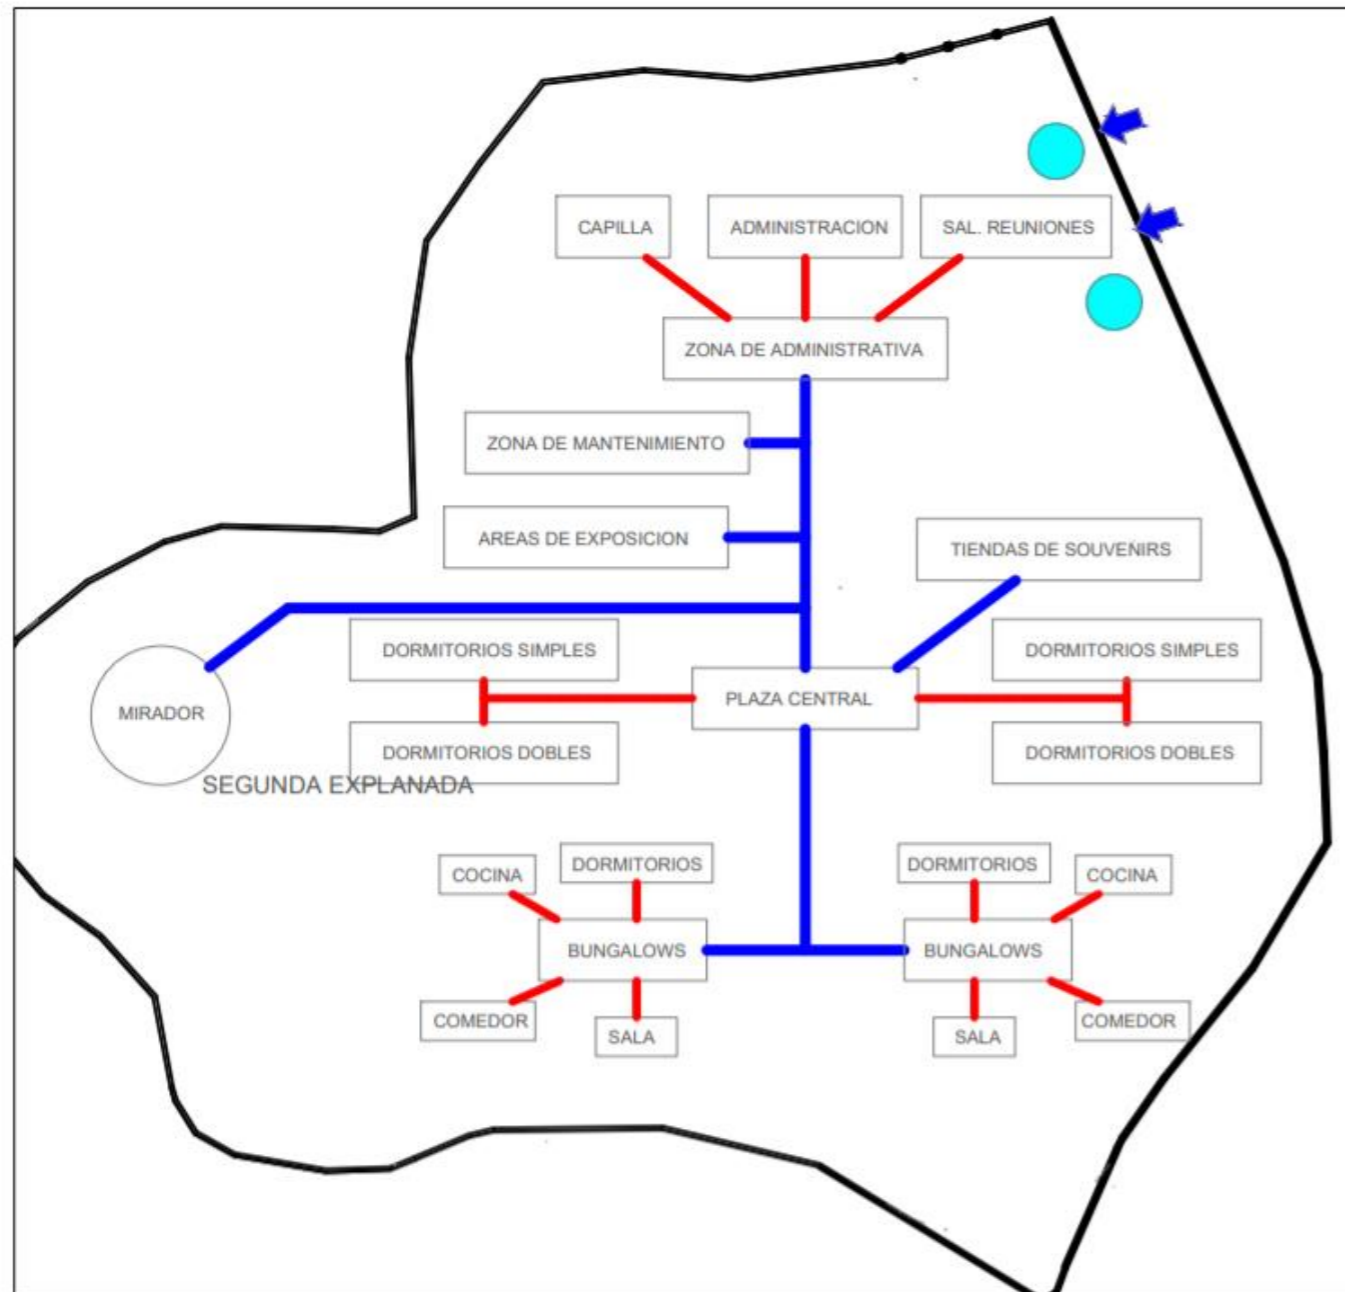 CAPILLA
ADMINISTRACION
SAL. REUNIONES
ZONA DE ADMINISTRATIVA
ZONA DE MANTENIMIENTO
AREAS DE EXPOSICION
TIENDAS DE SOUVENIRS
DORMITORIOS SIMPLES
DORMITORIOS SIMPLES
MIRADOR
PLAZA CENTRAL
DORMITORIOS DOBLES
DORMITORIOS DOBLES
SEGUNDA EXPLANADA
COCINA
DORMITORIOS
DORMITORIOS
COCINA
BUNGALOWS
BUNGALOWS
COMEDOR
SALA
SALA
COMEDOR